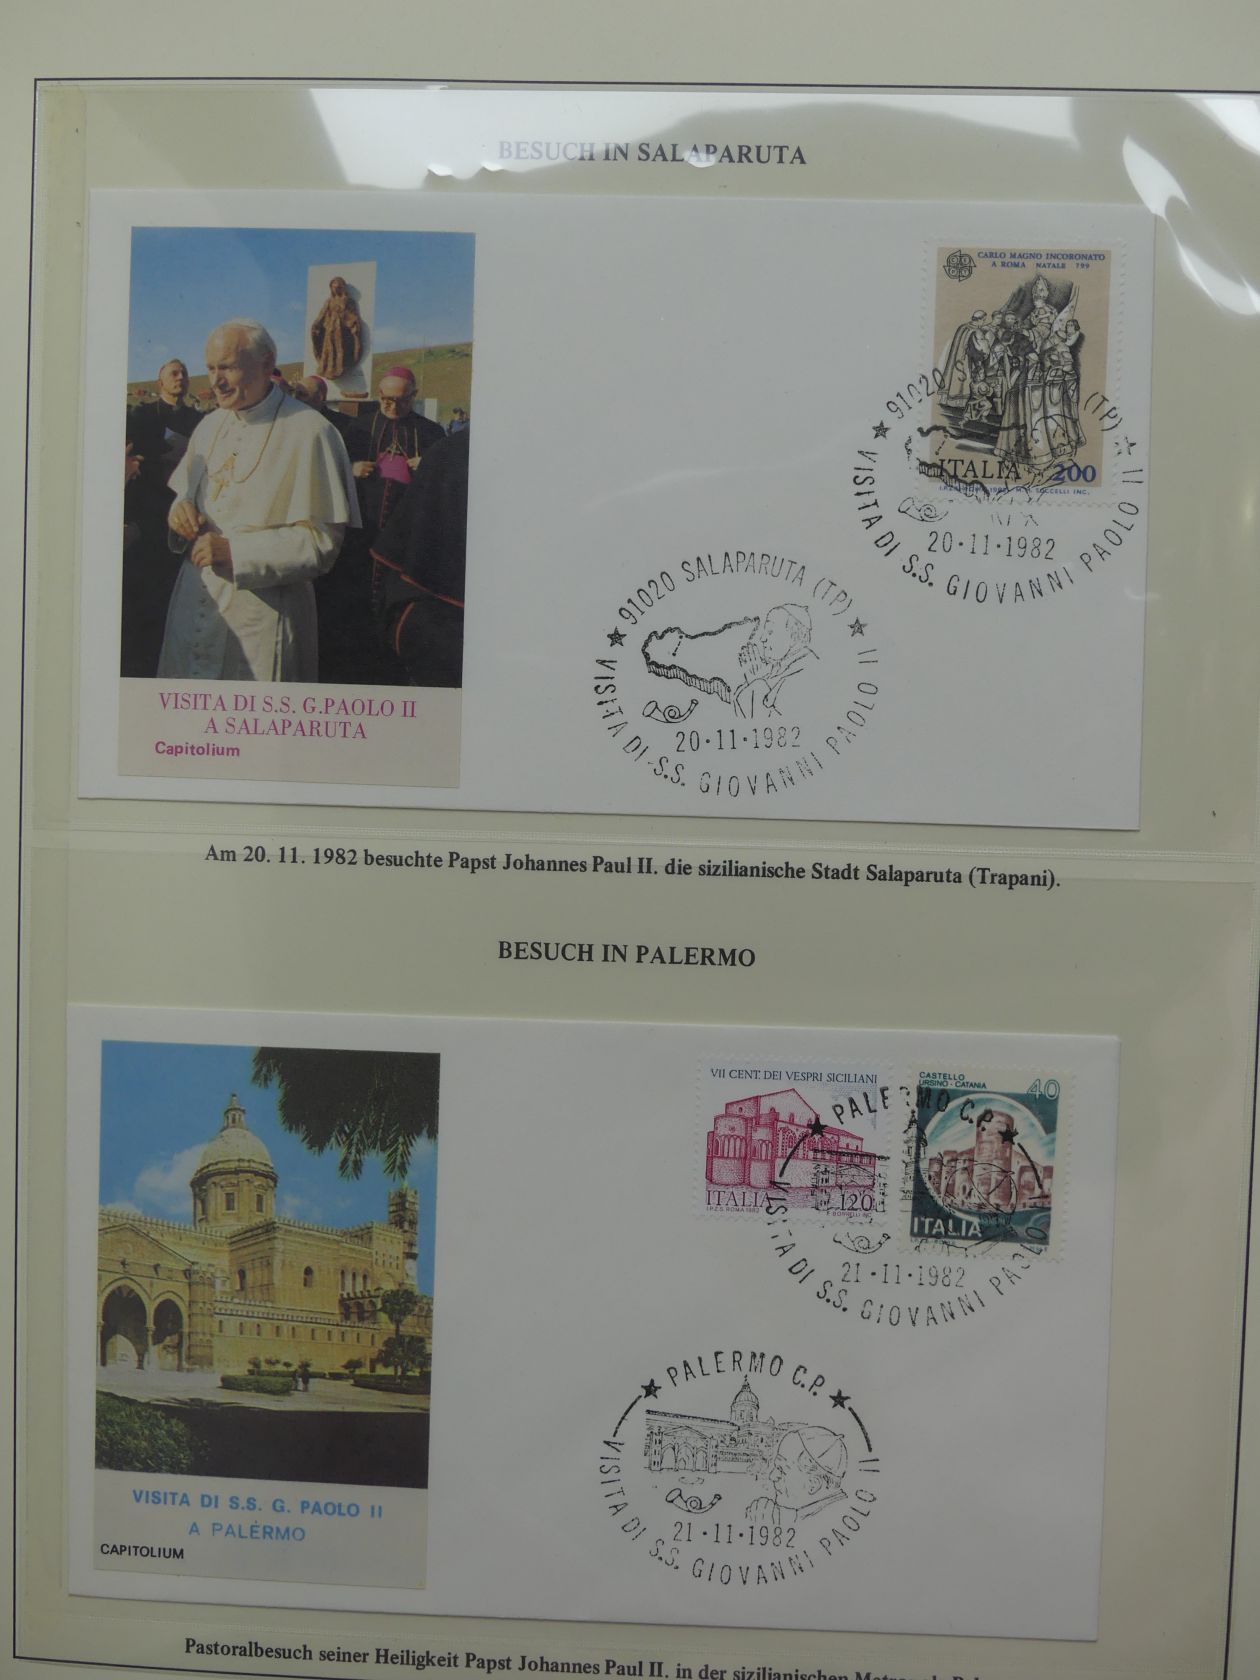 BESUCH IN SALAPARUTA
CARLO MAGNO INCORONATO
A ROMA NATALE 799
ITALIA 200
91020 (TP)
20·11·1982
VISITA DI S.S. GIOVANNI PAOLO II
91020 SALAPARUTA (TP)
20·11·1982
VISITA DI S.S. GIOVANNI PAOLO II
VISITA DI S.S. G.PAOLO II
A SALAPARUTA
Capitolium
Am 20. 11. 1982 besuchte Papst Johannes Paul II. die sizilianische Stadt Salaparuta (Trapani).
BESUCH IN PALERMO
VII CENT. DEI VESPRI SICILIANI
ITALIA 120
I.P.Z.S. ROMA 1982 F. BORRELLI INC.
CASTELLO
URSINO - CATANIA
40
ITALIA
PALERMO C.P.
21·11·1982
VISITA DI S.S. GIOVANNI PAOLO
PALERMO C.P.
21·11·1982
VISITA DI S.S. GIOVANNI PAOLO II
VISITA DI S.S. G. PAOLO II
A PALERMO
CAPITOLIUM
Pastoralbesuch seiner Heiligkeit Papst Johannes Paul II. in der sizilianischen